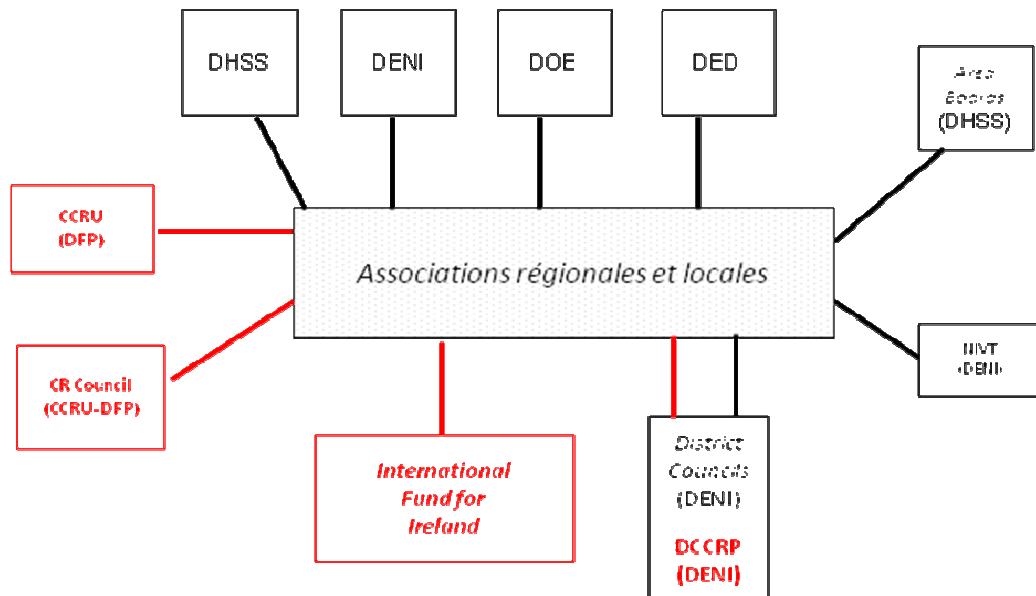 DHSS
DENI
DOE
DED
Area
Boards
(DHSS)
CCRU
(DFP)
Associations régionales et locales
CR Council
(CCRU-DFP)
NIVT
(DENI)
International
Fund for
Ireland
District
Councils
(DENI)
DCCRP
(DENI)